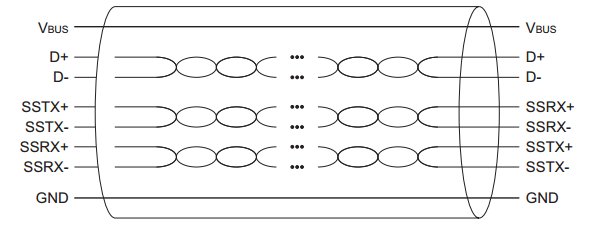 VBUS VBUS
D+ ••• D+
D- ••• D-
SSTX+ ••• SSRX+
SSTX- ••• SSRX-
SSRX+ ••• SSTX+
SSRX- ••• SSTX-
GND GND